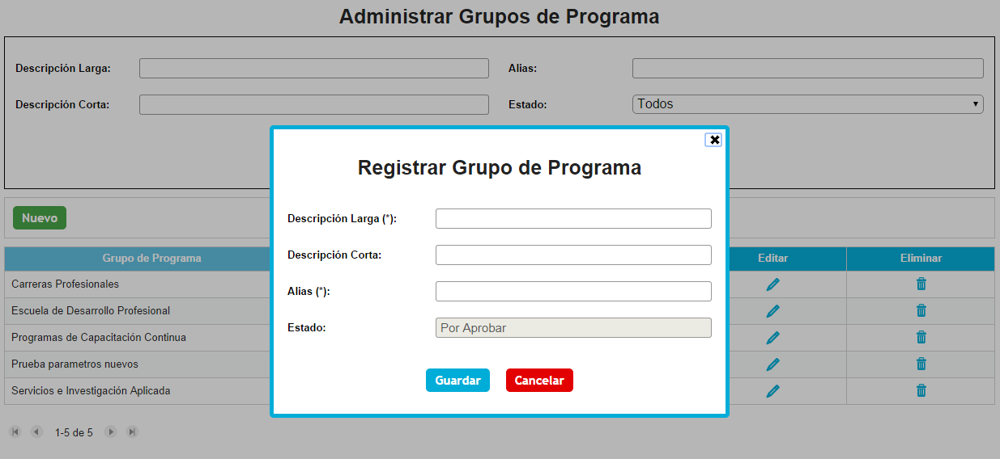 Administrar Grupos de Programa
Descripción Larga: Alias:
Descripción Corta: Estado: Todos
Registrar Grupo de Programa
Descripción Larga (*):
Descripción Corta:
Alias (*):
Estado: Por Aprobar
Guardar Cancelar
Nuevo
Grupo de Programa Editar Eliminar
Carreras Profesionales
Escuela de Desarrollo Profesional
Programas de Capacitación Continua
Prueba parametros nuevos
Servicios e Investigación Aplicada
1-5 de 5